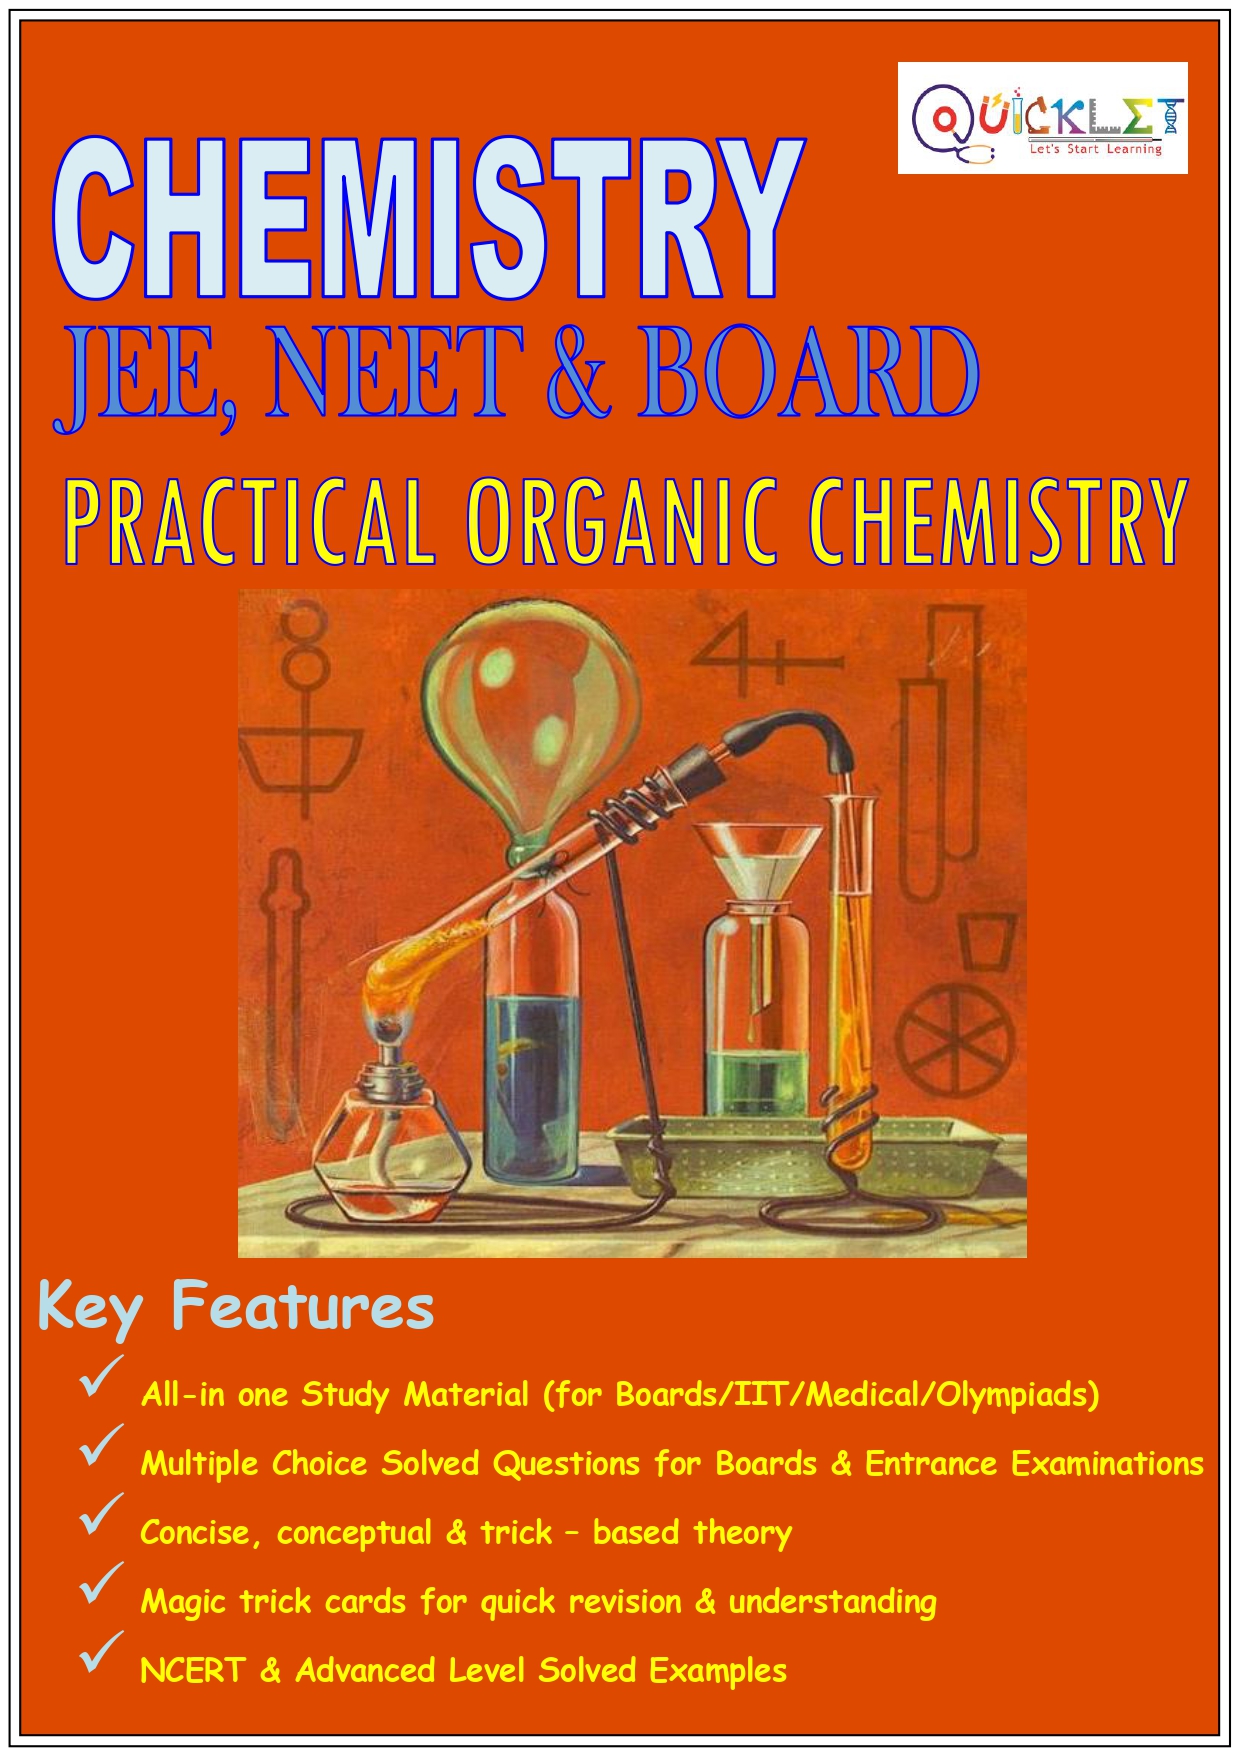 QUICKLET
Let's Start Learning
CHEMISTRY
JEE, NEET & BOARD
PRACTICAL ORGANIC CHEMISTRY
Key Features
✓ All-in one Study Material (for Boards/IIT/Medical/Olympiads)
✓ Multiple Choice Solved Questions for Boards & Entrance Examinations
✓ Concise, conceptual & trick – based theory
✓ Magic trick cards for quick revision & understanding
✓ NCERT & Advanced Level Solved Examples